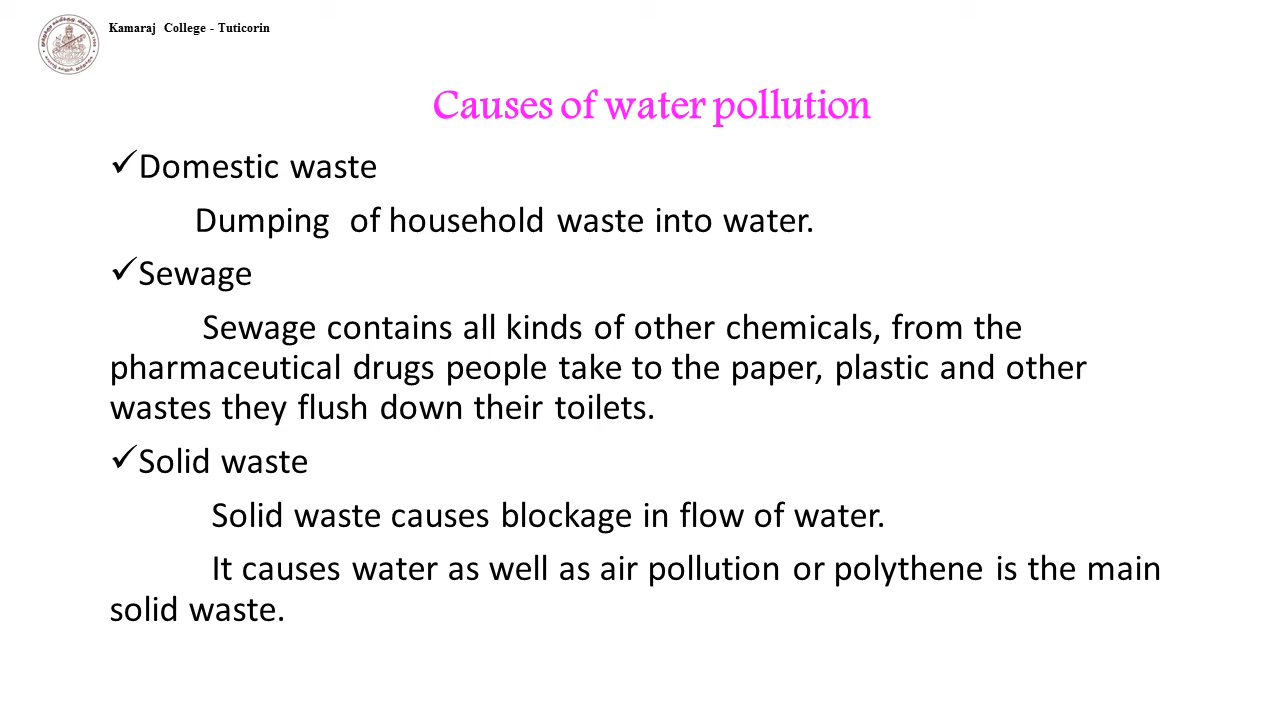 Kamaraj College - Tuticorin
Causes of water pollution
✓Domestic waste
Dumping of household waste into water.
✓Sewage
Sewage contains all kinds of other chemicals, from the
pharmaceutical drugs people take to the paper, plastic and other
wastes they flush down their toilets.
✓Solid waste
Solid waste causes blockage in flow of water.
It causes water as well as air pollution or polythene is the main
solid waste.